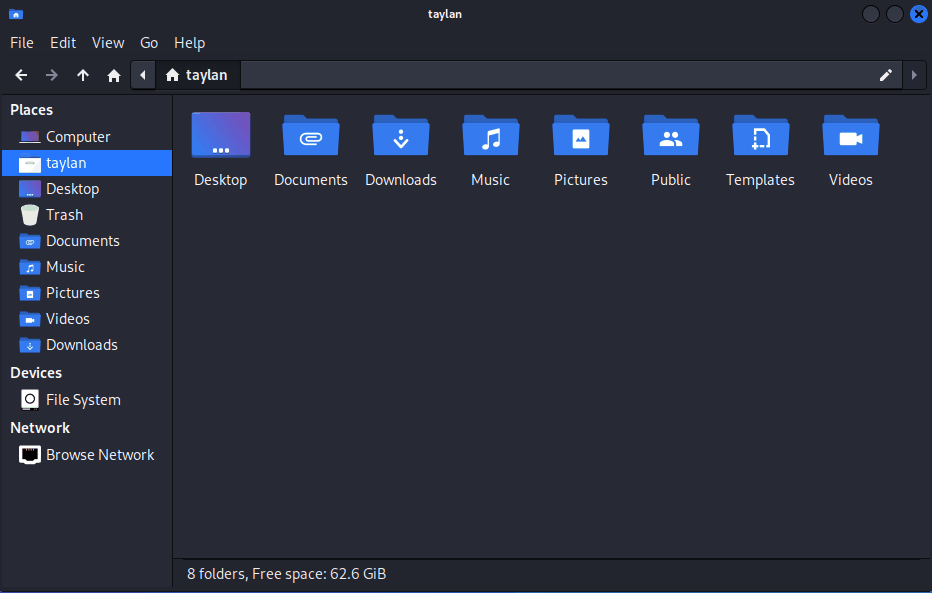 taylan
File Edit View Go Help
taylan
Places
Computer
taylan
Desktop
Trash
Documents
Music
Pictures
Videos
Downloads
Devices
File System
Network
Browse Network
Desktop Documents Downloads Music Pictures Public Templates Videos
8 folders, Free space: 62.6 GiB